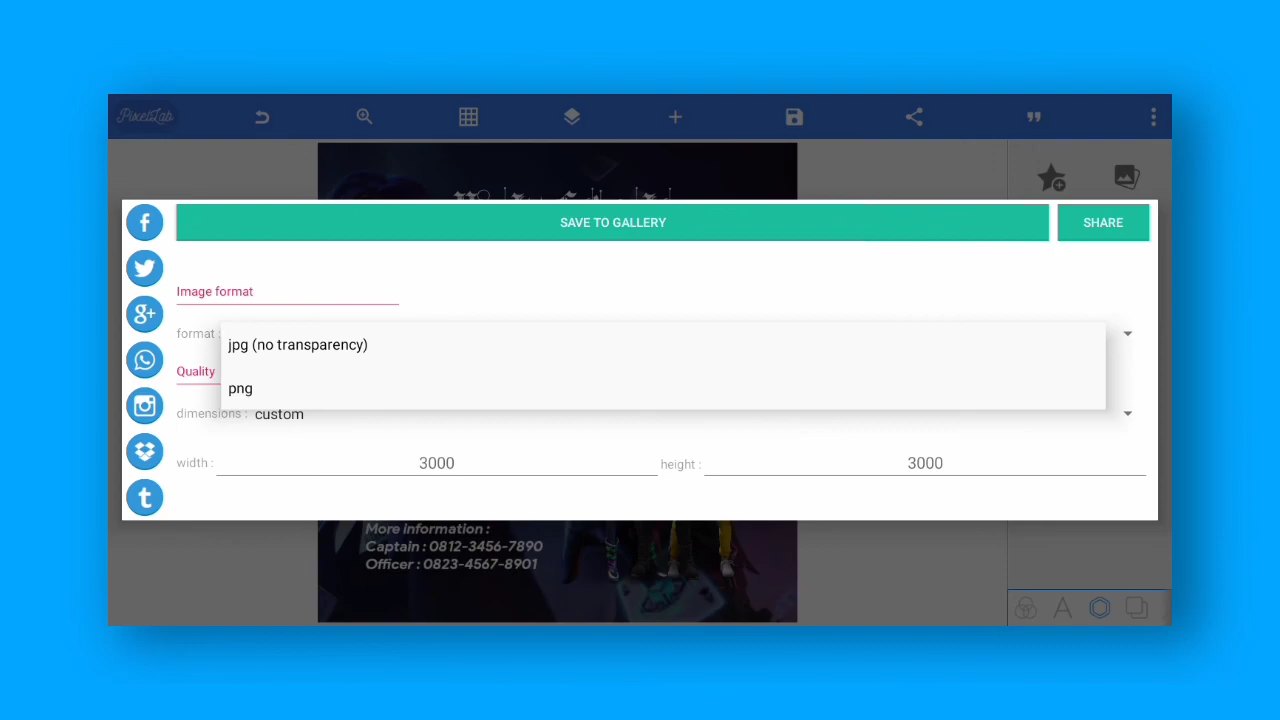 PixelLab
SAVE TO GALLERY
SHARE
Image format
format :
jpg (no transparency)
Quality
png
dimensions : custom
width : 3000
height : 3000
More information :
Captain : 0812-3456-7890
Officer : 0823-4567-8901